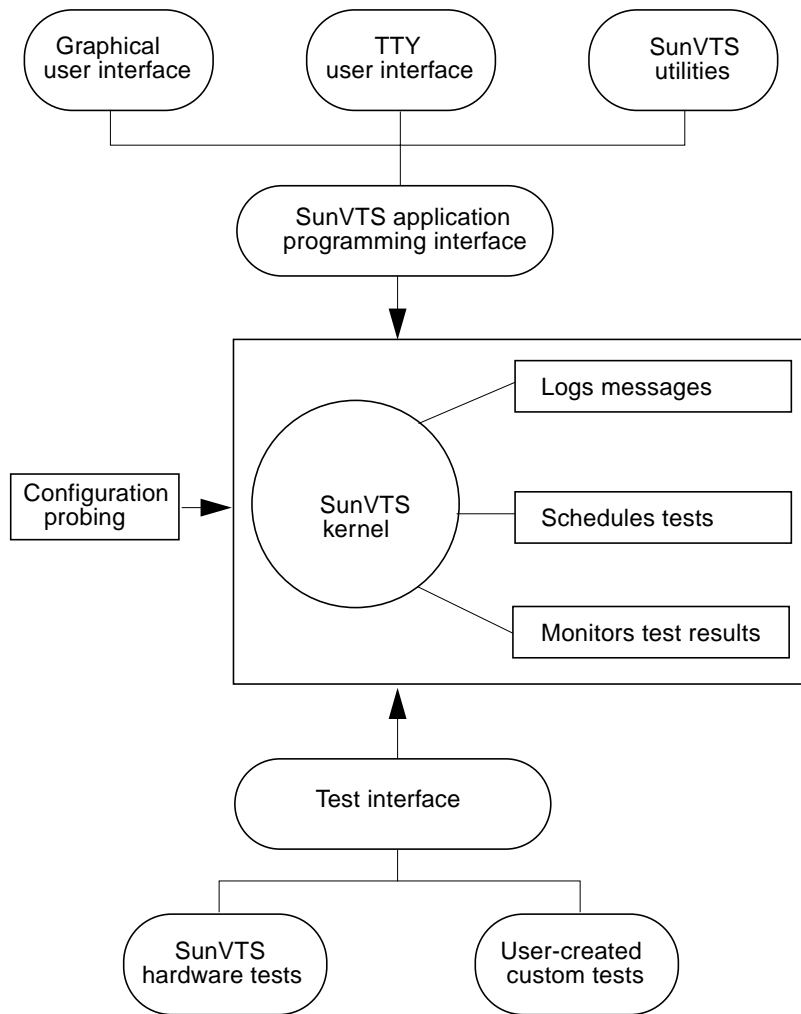 Graphical
user interface
TTY
user interface
SunVTS
utilities
SunVTS application
programming interface
Logs messages
Configuration
probing
SunVTS
kernel
Schedules tests
Monitors test results
Test interface
SunVTS
hardware tests
User-created
custom tests